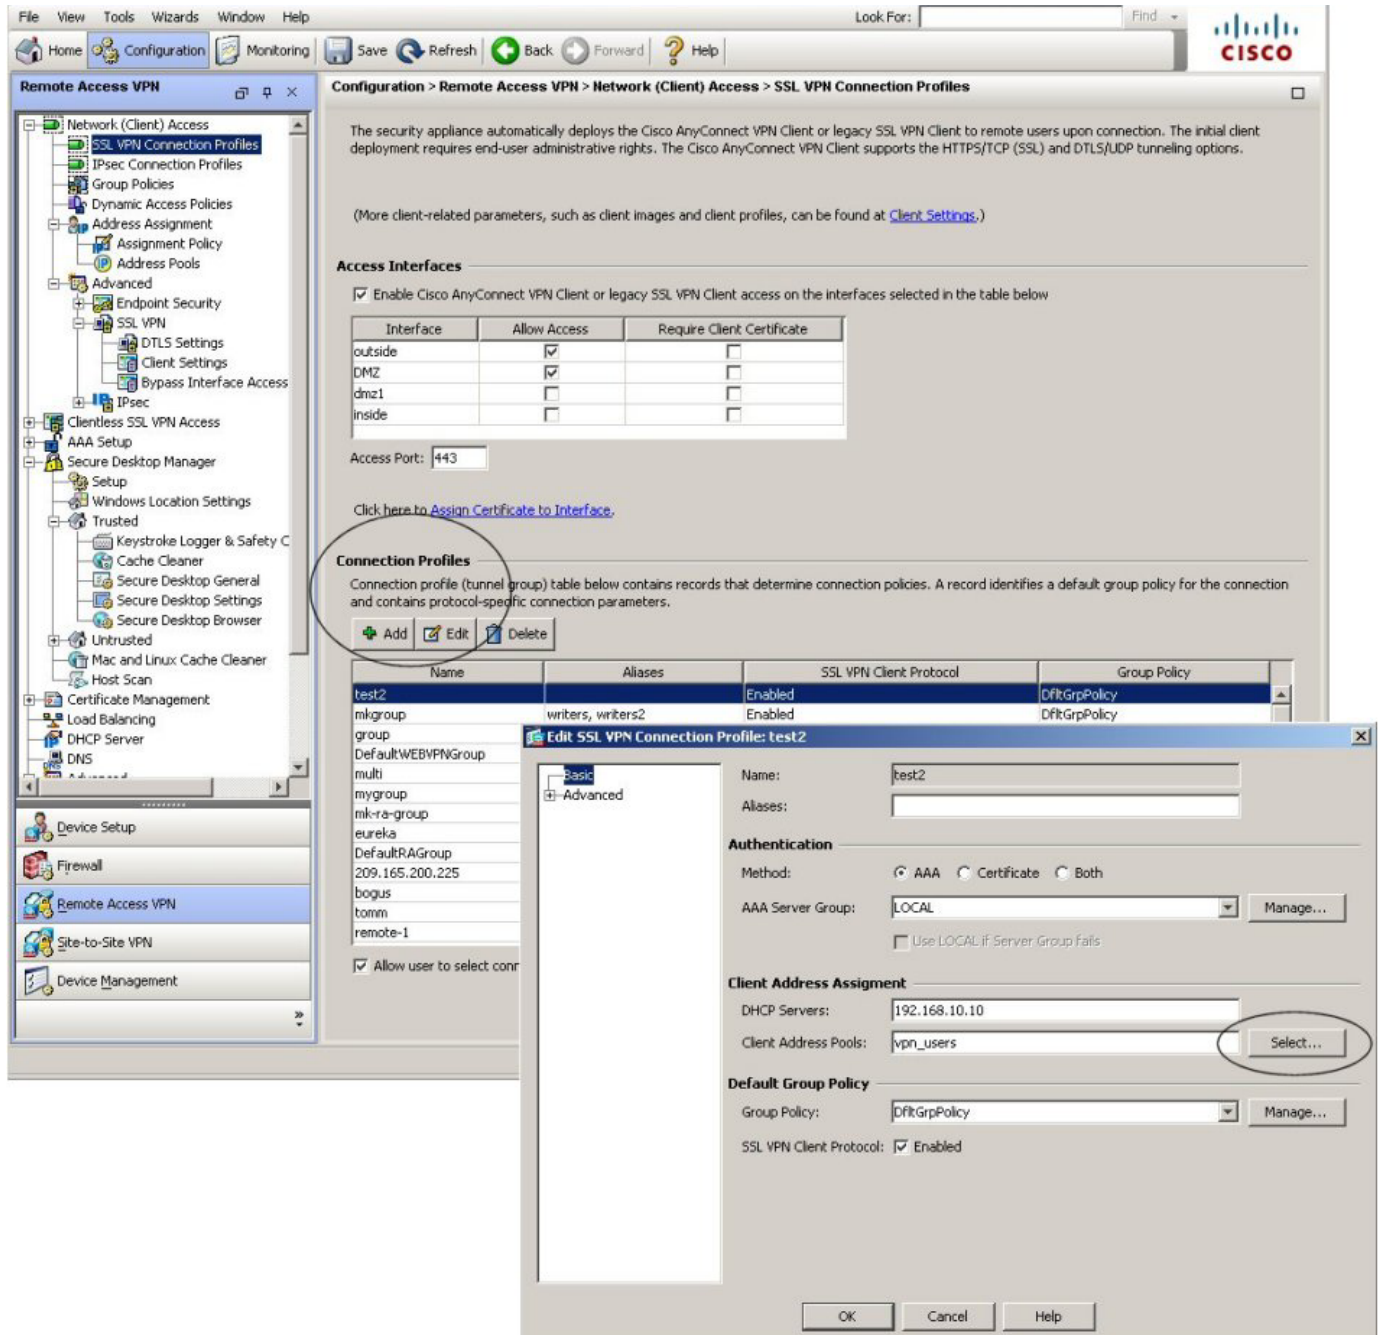 File View Tools Wizards Window Help
Look For: Find
Home Configuration Monitoring Save Refresh Back Forward Help
CISCO
Remote Access VPN
Network (Client) Access
SSL VPN Connection Profiles
IPsec Connection Profiles
Group Policies
Dynamic Access Policies
Address Assignment
Assignment Policy
Address Pools
Advanced
Endpoint Security
SSL VPN
DTLS Settings
Client Settings
Bypass Interface Access
IPsec
Clientless SSL VPN Access
AAA Setup
Secure Desktop Manager
Setup
Windows Location Settings
Trusted
Keystroke Logger & Safety C
Cache Cleaner
Secure Desktop General
Secure Desktop Settings
Secure Desktop Browser
Untrusted
Mac and Linux Cache Cleaner
Host Scan
Certificate Management
Load Balancing
DHCP Server
DNS
Device Setup
Firewall
Remote Access VPN
Site-to-Site VPN
Device Management
Configuration > Remote Access VPN > Network (Client) Access > SSL VPN Connection Profiles
The security appliance automatically deploys the Cisco AnyConnect VPN Client or legacy SSL VPN Client to remote users upon connection. The initial client
deployment requires end-user administrative rights. The Cisco AnyConnect VPN Client supports the HTTPS/TCP (SSL) and DTLS/UDP tunneling options.
(More client-related parameters, such as client images and client profiles, can be found at Client Settings.)
Access Interfaces
Enable Cisco AnyConnect VPN Client or legacy SSL VPN Client access on the interfaces selected in the table below
Interface Allow Access Require Client Certificate
outside
DMZ
dmz1
inside
Access Port: 443
Click here to Assign Certificate to Interface.
Connection Profiles
Connection profile (tunnel group) table below contains records that determine connection policies. A record identifies a default group policy for the connection
and contains protocol-specific connection parameters.
Add Edit Delete
Name Aliases SSL VPN Client Protocol Group Policy
test2 Enabled DfltGrpPolicy
mkgroup writers, writers2 Enabled DfltGrpPolicy
group
DefaultWEBVPNGroup
multi
mygroup
mk-ra-group
eureka
DefaultRAGroup
209.165.200.225
bogus
tomm
remote-1
Allow user to select conn
Edit SSL VPN Connection Profile: test2
Basic
Advanced
Name: test2
Aliases:
Authentication
Method: AAA Certificate Both
AAA Server Group: LOCAL Manage...
Use LOCAL if Server Group fails
Client Address Assigment
DHCP Servers: 192.168.10.10
Client Address Pools: vpn_users Select...
Default Group Policy
Group Policy: DfltGrpPolicy Manage...
SSL VPN Client Protocol: Enabled
OK Cancel Help